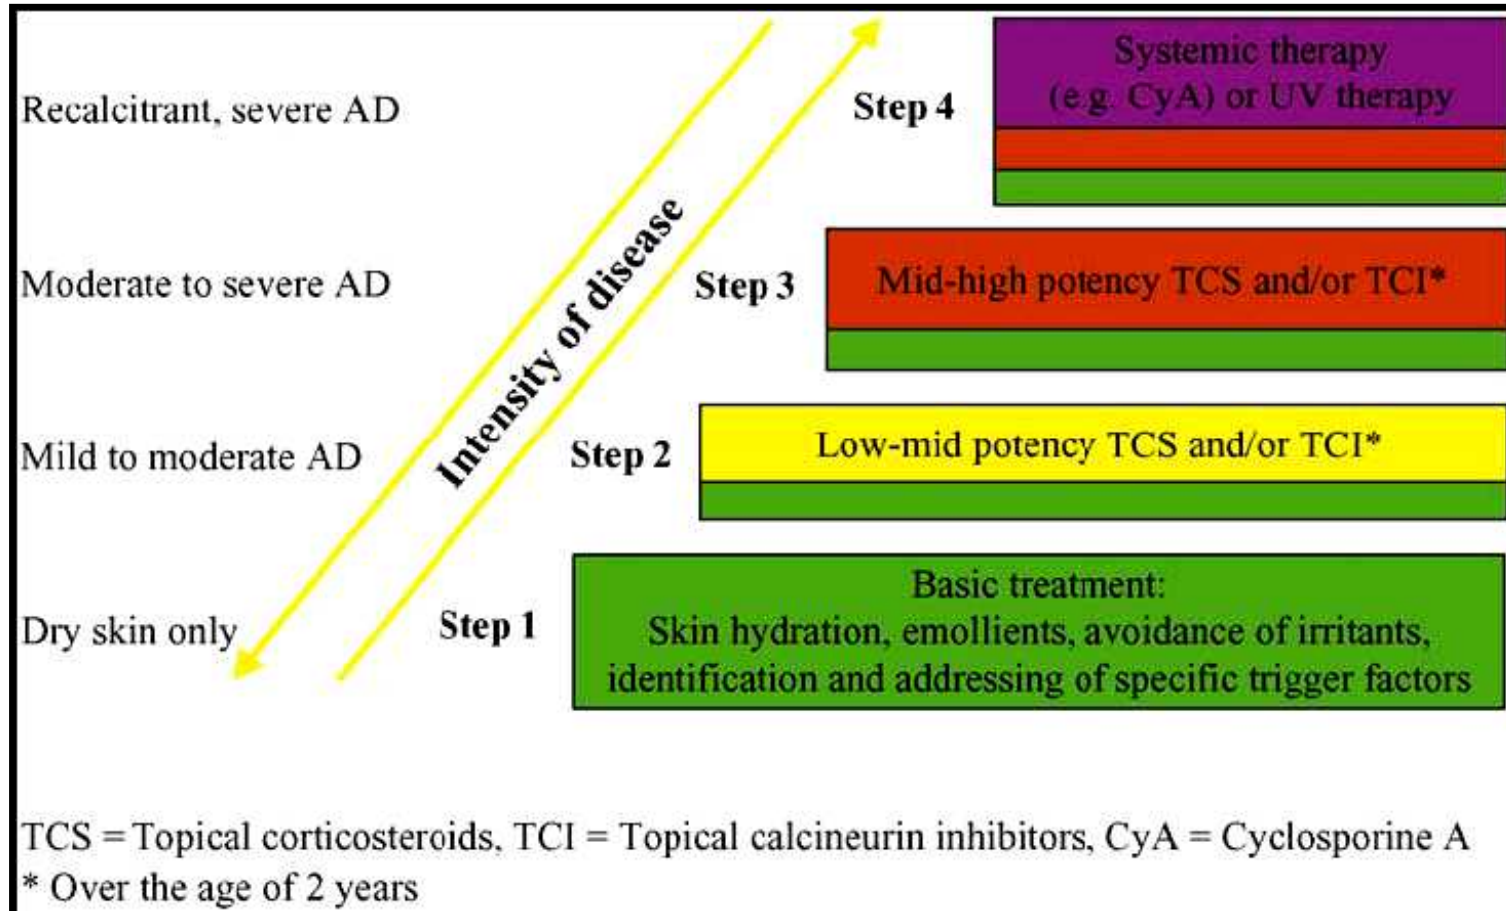 Recalcitrant, severe AD
Step 4
Systemic therapy
(e.g. CyA) or UV therapy
Intensity of disease
Moderate to severe AD
Step 3
Mid-high potency TCS and/or TCI*
Mild to moderate AD
Step 2
Low-mid potency TCS and/or TCI*
Dry skin only
Step 1
Basic treatment:
Skin hydration, emollients, avoidance of irritants,
identification and addressing of specific trigger factors
TCS = Topical corticosteroids, TCI = Topical calcineurin inhibitors, CyA = Cyclosporine A
* Over the age of 2 years